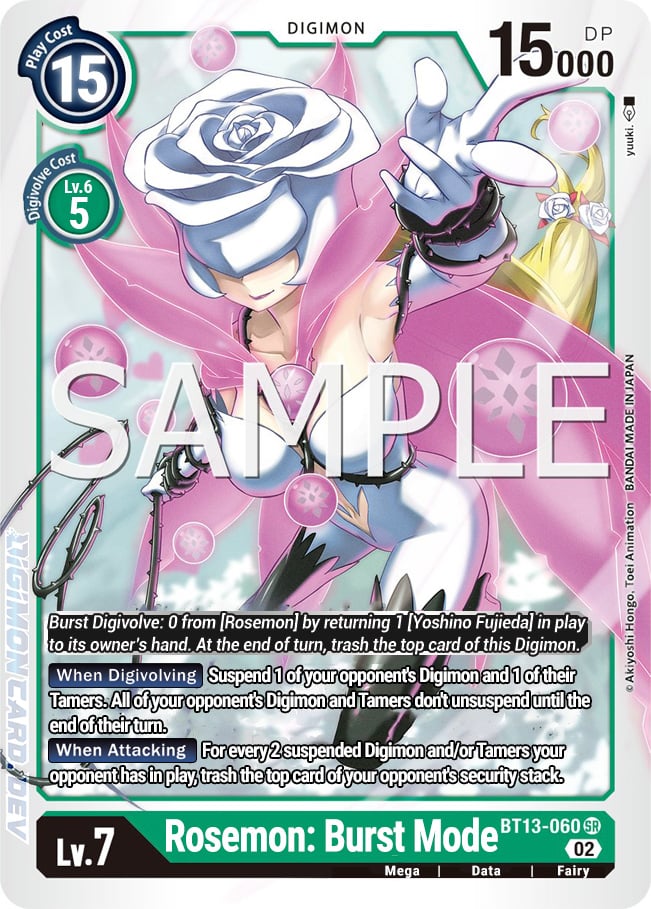 DIGIMON
Play Cost
15
15000
DP
Digivolve Cost
Lv.6
5
yuuki.
SAMPLE
© Akiyoshi Hongo, Toei Animation BANDAI MADE IN JAPAN
DIGIMON CARD DEV
Burst Digivolve: 0 from [Rosemon] by returning 1 [Yoshino Fujieda] in play
to its owner's hand. At the end of turn, trash the top card of this Digimon.
When Digivolving Suspend 1 of your opponent's Digimon and 1 of their
Tamers. All of your opponent's Digimon and Tamers don't unsuspend until the
end of their turn.
When Attacking For every 2 suspended Digimon and/or Tamers your
opponent has in play, trash the top card of your opponent's security stack.
Lv.7
Rosemon: Burst Mode
BT13-060 SR
02
Mega | Data | Fairy